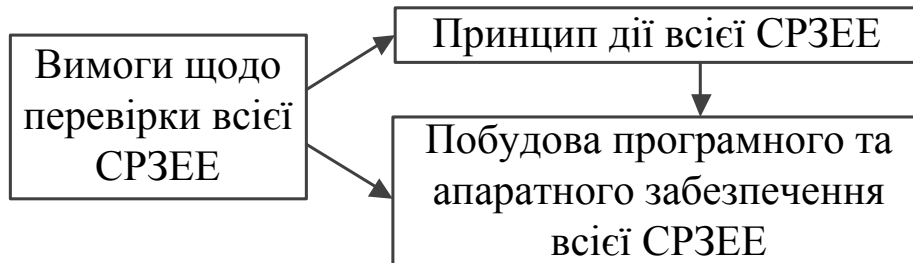 Вимоги щодо
перевірки всієї
СРЗЕЕ
Принцип дії всієї СРЗЕЕ
Побудова програмного та
апаратного забезпечення
всієї СРЗЕЕ